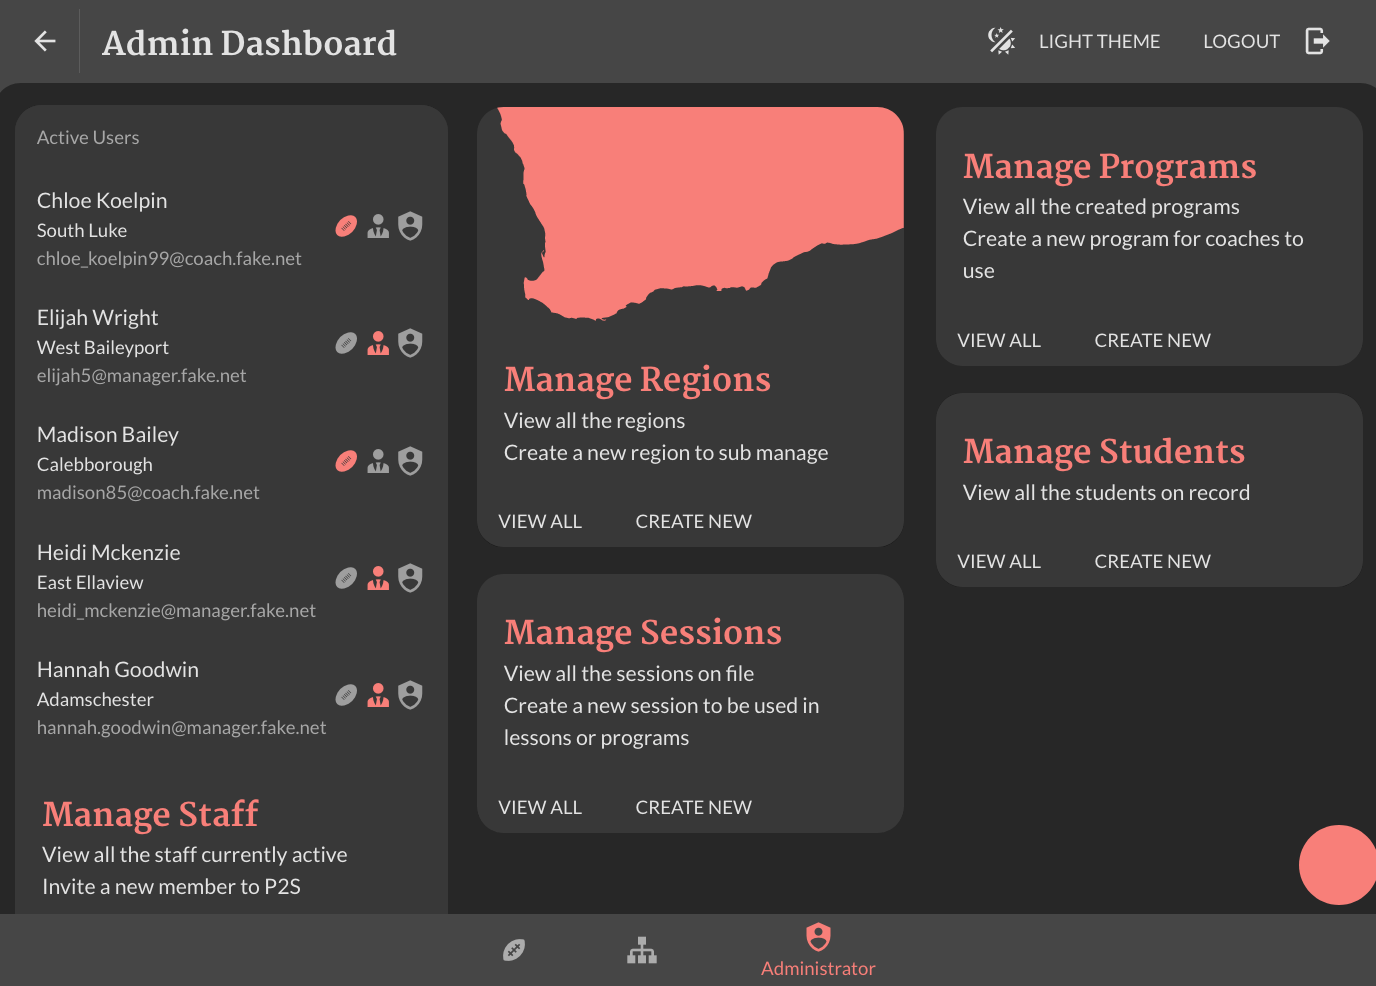 Admin Dashboard
LIGHT THEME
LOGOUT
Active Users
Chloe Koelpin
South Luke
chloe_koelpin99@coach.fake.net
Elijah Wright
West Baileyport
elijah5@manager.fake.net
Madison Bailey
Calebborough
madison85@coach.fake.net
Heidi Mckenzie
East Ellaview
heidi_mckenzie@manager.fake.net
Hannah Goodwin
Adamschester
hannah.goodwin@manager.fake.net
Manage Staff
View all the staff currently active
Invite a new member to P2S
Manage Regions
View all the regions
Create a new region to sub manage
VIEW ALL
CREATE NEW
Manage Sessions
View all the sessions on file
Create a new session to be used in
lessons or programs
VIEW ALL
CREATE NEW
Manage Programs
View all the created programs
Create a new program for coaches to
use
VIEW ALL
CREATE NEW
Manage Students
View all the students on record
VIEW ALL
CREATE NEW
Administrator